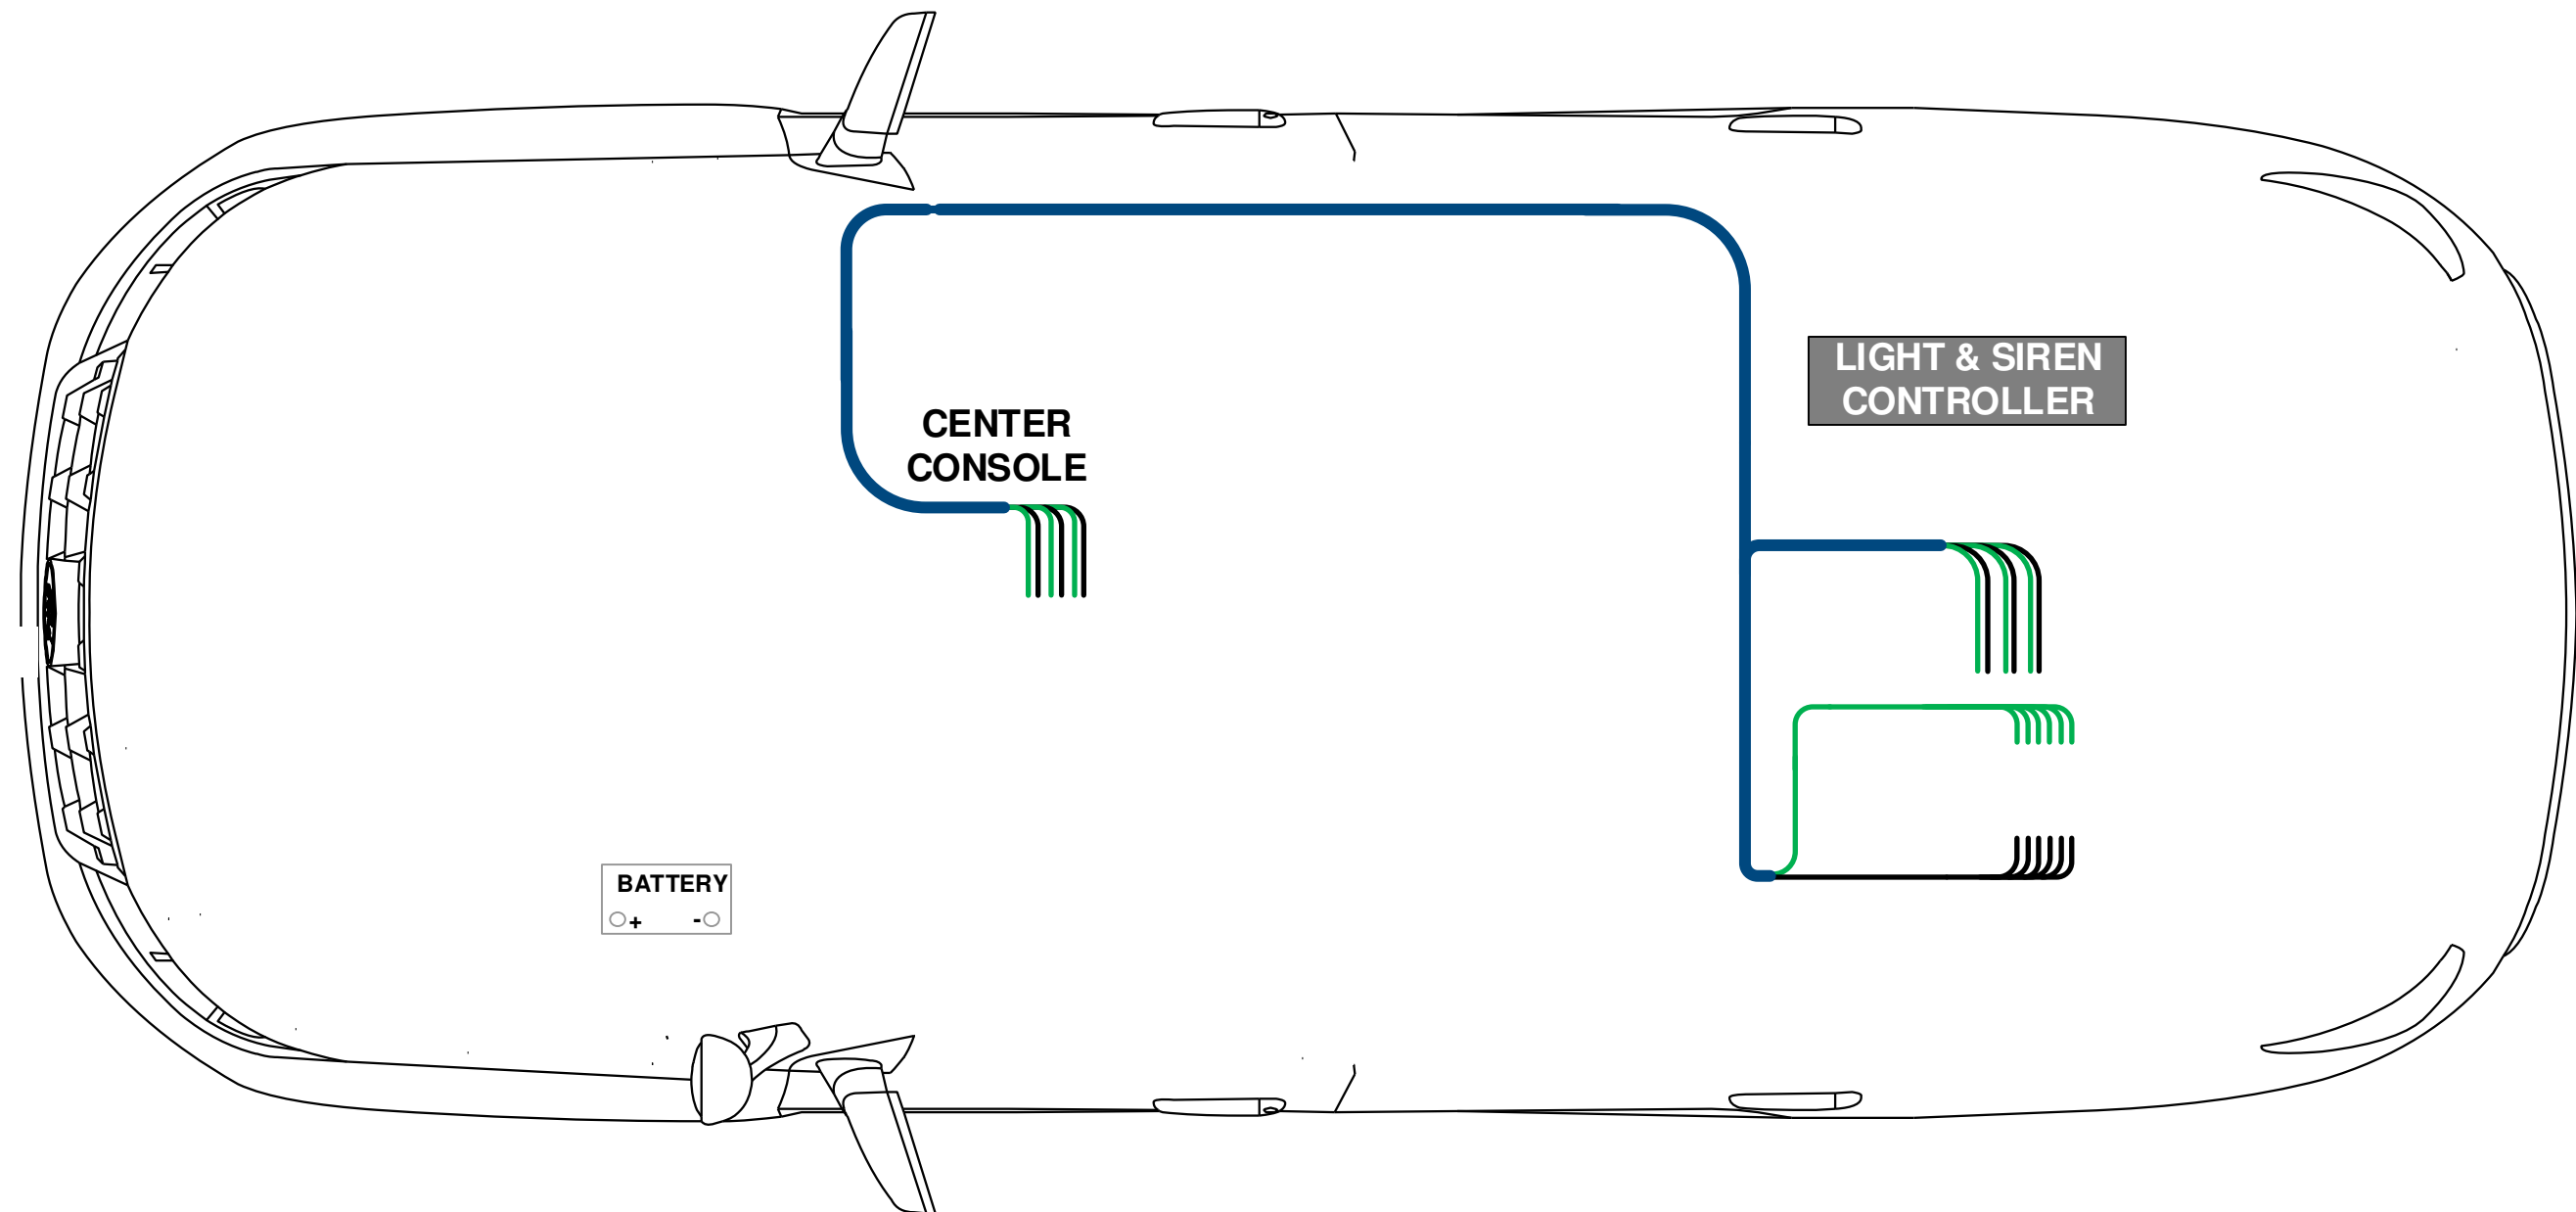 LIGHT & SIREN
CONTROLLER
CENTER
CONSOLE
BATTERY
+ -